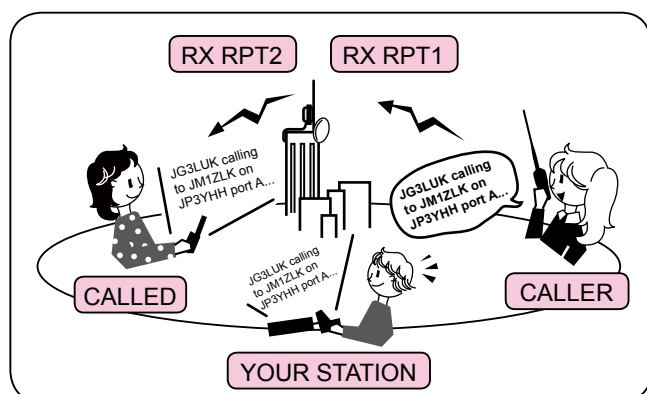 RX RPT2
RX RPT1
JG3LUK calling
to JM1ZLK on
JP3YHH port A...
JG3LUK calling
to JM1ZLK on
JP3YHH port A...
JG3LUK calling
to JM1ZLK on
JP3YHH port A...
CALLED
CALLER
YOUR STATION